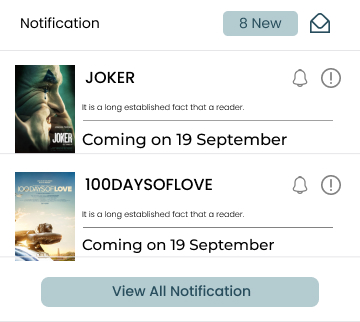 Notification
8 New
JOKER
It is a long established fact that a reader.
JOKER
Coming on 19 September
100DAYSOFLOVE
It is a long established fact that a reader.
100DAYSOFLOVE
Coming on 19 September
View All Notification